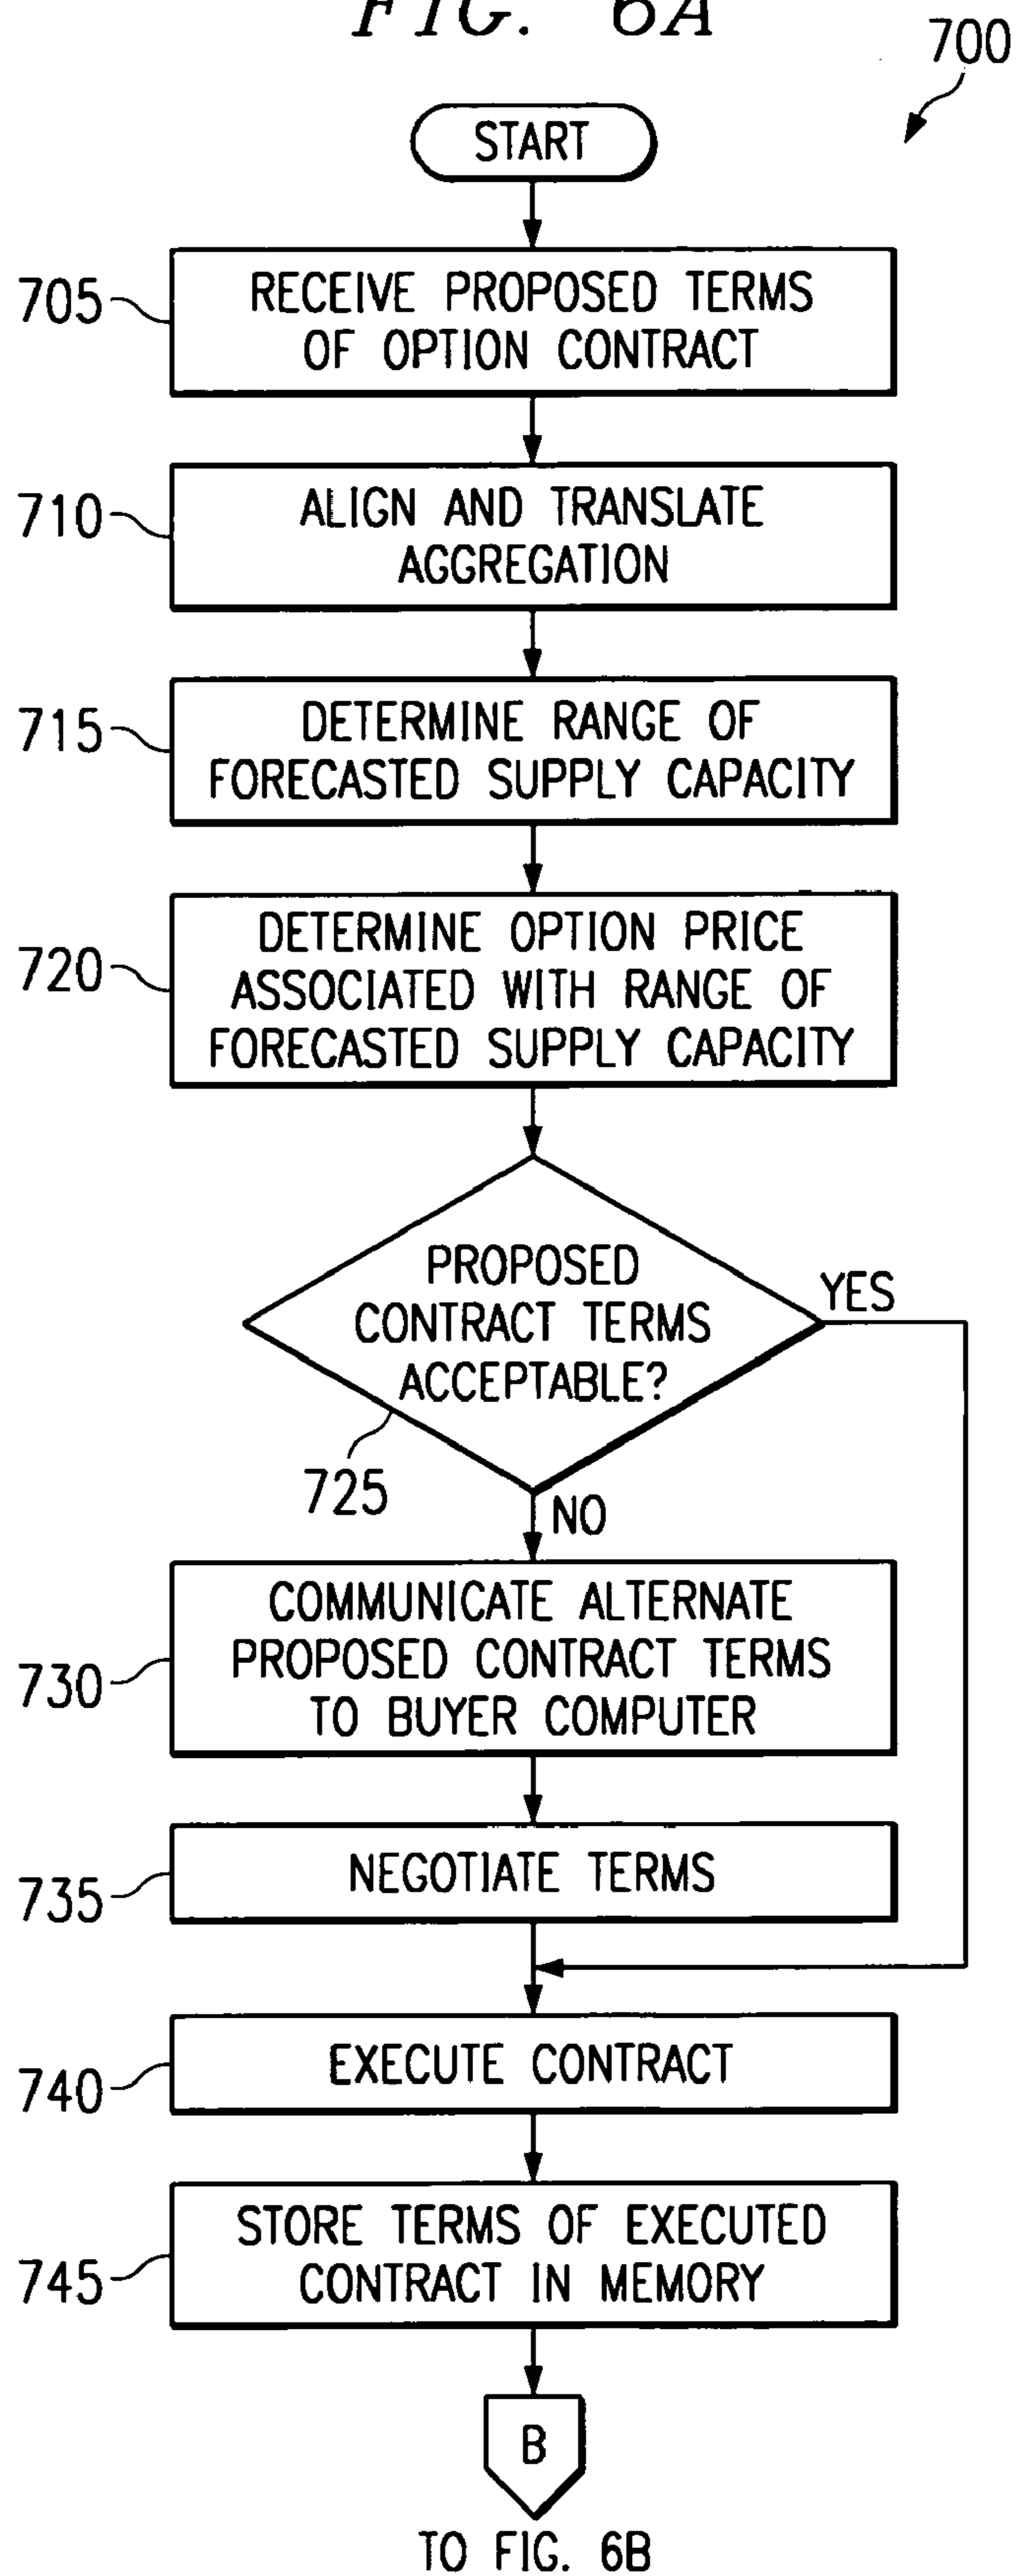 FIG. 6A
700
START
705
RECEIVE PROPOSED TERMS
OF OPTION CONTRACT
710
ALIGN AND TRANSLATE
AGGREGATION
715
DETERMINE RANGE OF
FORECASTED SUPPLY CAPACITY
720
DETERMINE OPTION PRICE
ASSOCIATED WITH RANGE OF
FORECASTED SUPPLY CAPACITY
PROPOSED
CONTRACT TERMS
ACCEPTABLE?
YES
725
NO
730
COMMUNICATE ALTERNATE
PROPOSED CONTRACT TERMS
TO BUYER COMPUTER
735
NEGOTIATE TERMS
740
EXECUTE CONTRACT
745
STORE TERMS OF EXECUTED
CONTRACT IN MEMORY
B
TO FIG. 6B